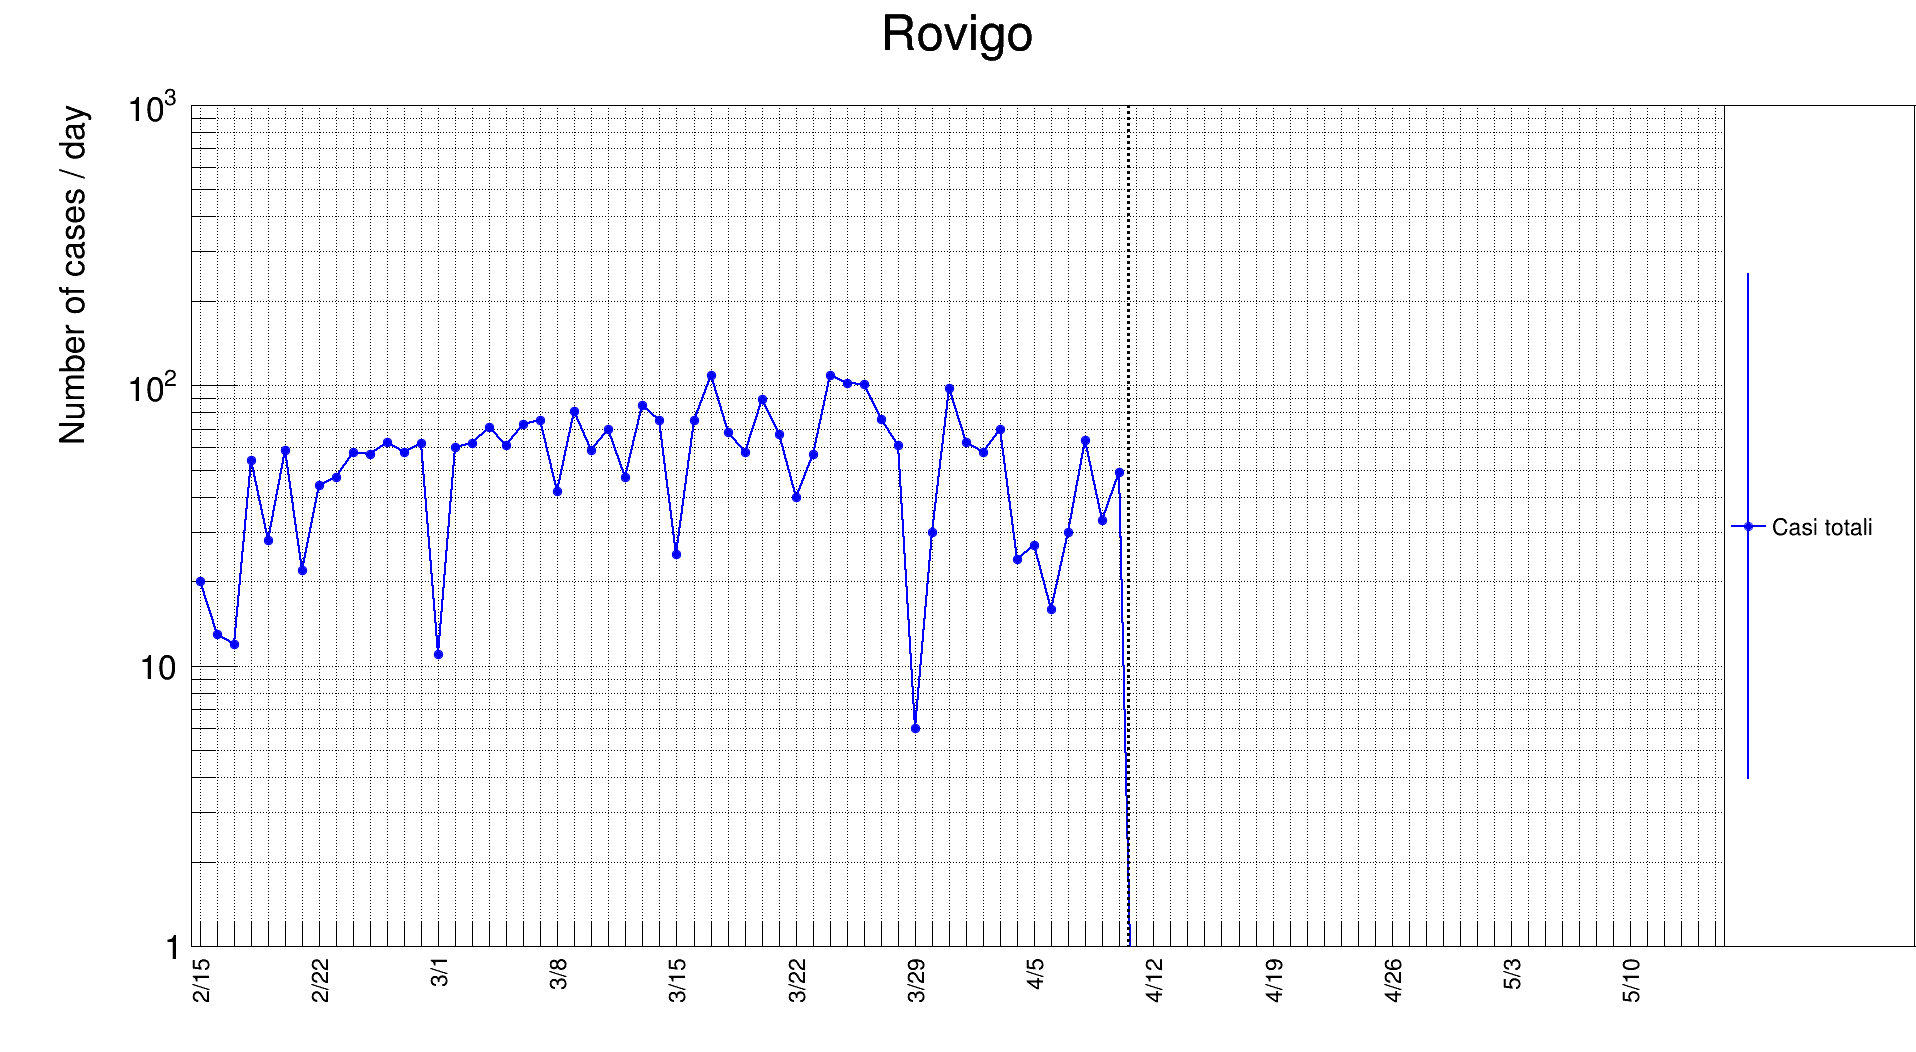 Rovigo
Number of cases / day
10³
10²
10
1
2/15 2/22 3/1 3/8 3/15 3/22 3/29 4/5 4/12 4/19 4/26 5/3 5/10
Casi totali